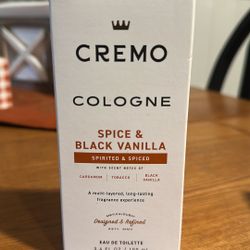 CREMO
COLOGNE
SPICE &
BLACK VANILLA
SPIRITED & SPICED
WITH SCENT NOTES OF
CARDAMOM | TOBACCO | BLACK VANILLA
A multi-layered, long-lasting
fragrance experience
Designed & Refined
EAU DE TOILETTE